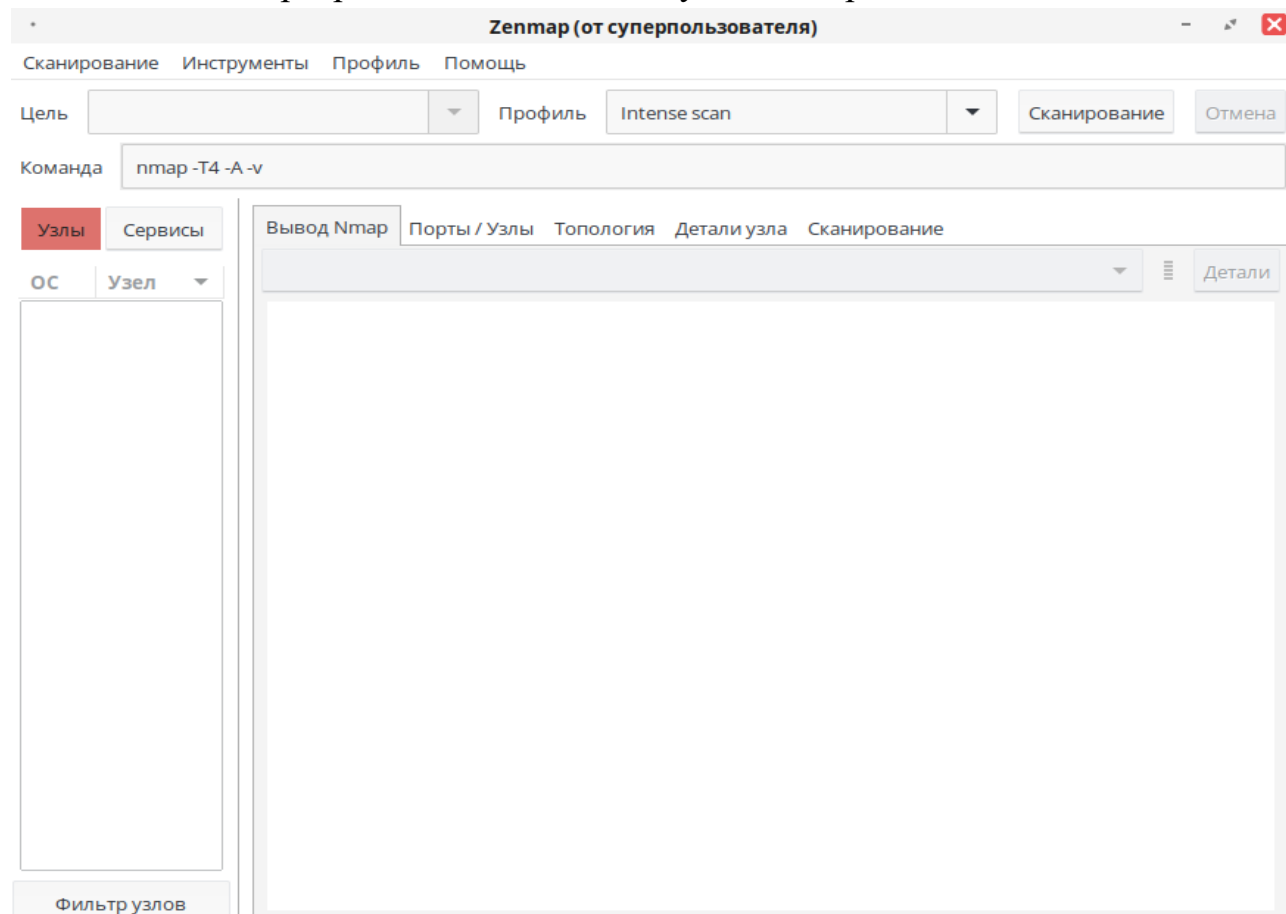 Zenmap (от суперпользователя)
Сканирование Инструменты Профиль Помощь
Цель Профиль Intense scan Сканирование Отмена
Команда nmap -T4 -A -v
Узлы Сервисы Вывод Nmap Порты / Узлы Топология Детали узла Сканирование
ОС Узел Детали
Фильтр узлов